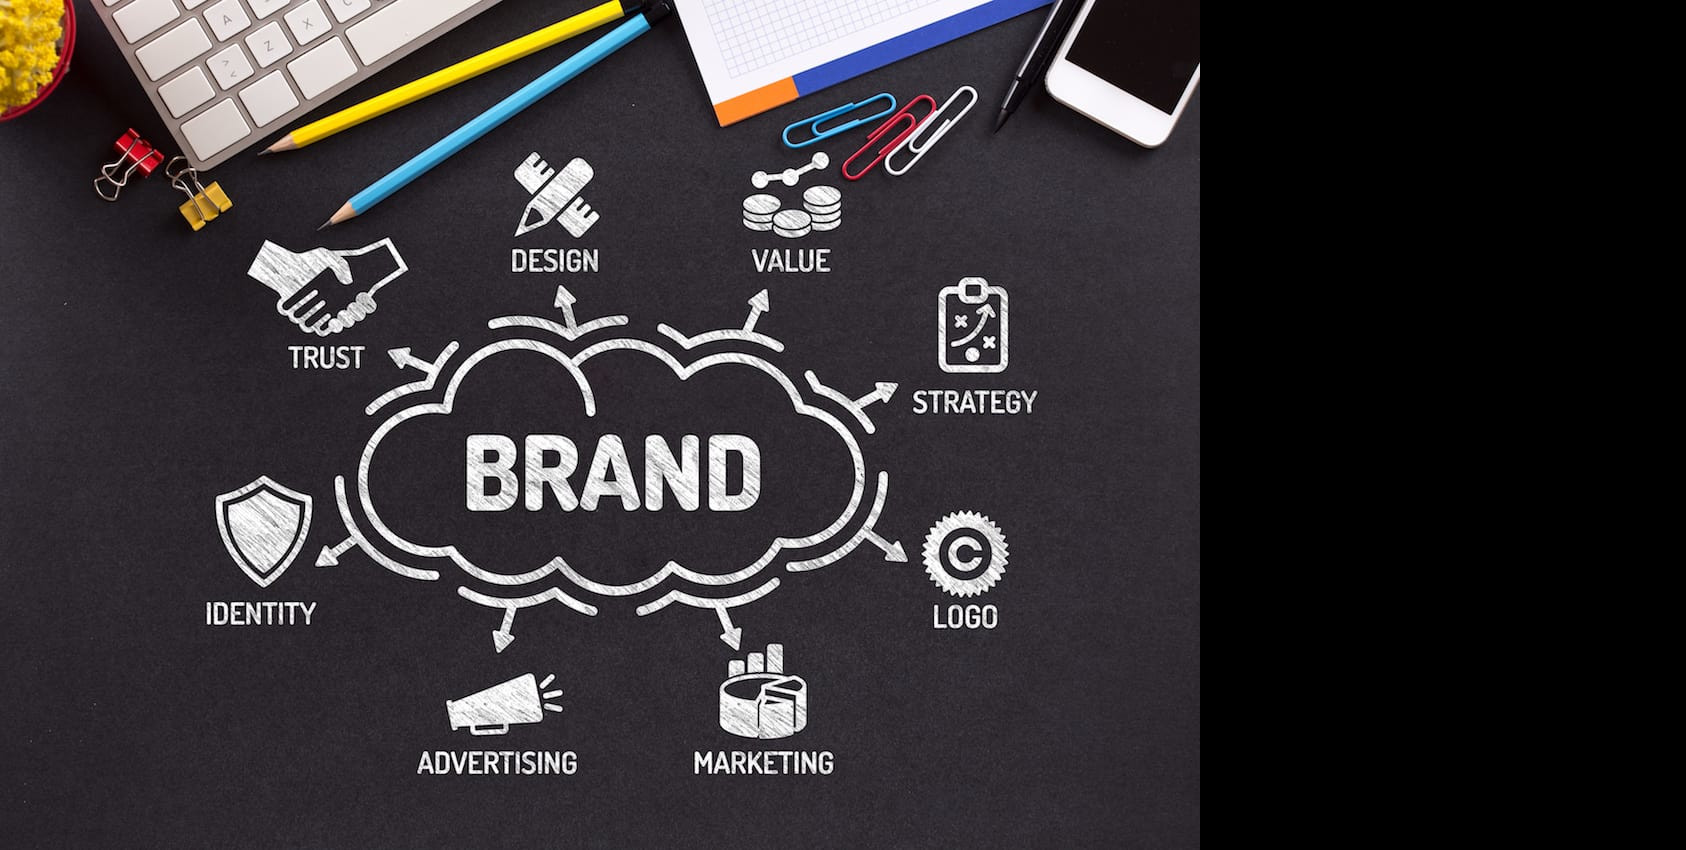 A
Z
X
C
>
<
DESIGN
VALUE
TRUST
STRATEGY
BRAND
C
IDENTITY
LOGO
ADVERTISING
MARKETING